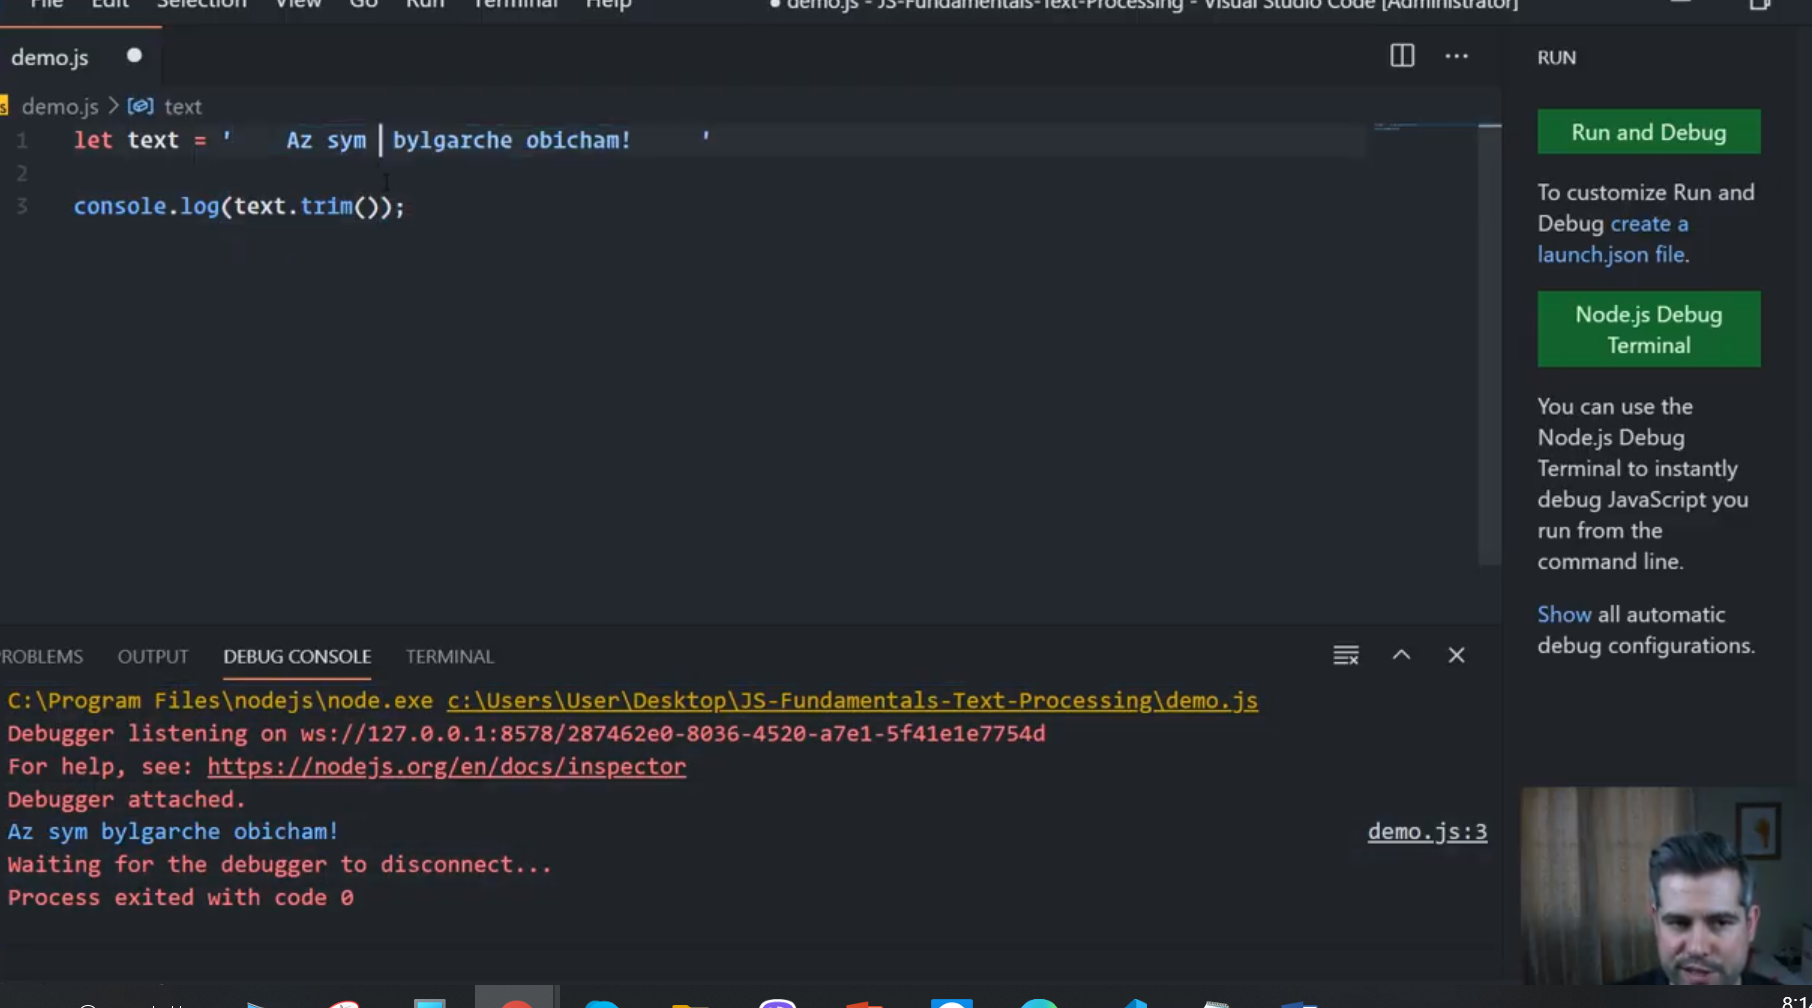 File Edit Selection View Go Run Terminal Help
demo.js - JS-Fundamentals-Text-Processing - Visual Studio Code [Administrator]
demo.js
demo.js > text
1 let text = '    Az sym  bylgarche obicham!     '
2
3 console.log(text.trim());
RUN
Run and Debug
To customize Run and
Debug create a
launch.json file.
Node.js Debug
Terminal
You can use the
Node.js Debug
Terminal to instantly
debug JavaScript you
run from the
command line.
Show all automatic
debug configurations.
ROBLEMS OUTPUT DEBUG CONSOLE TERMINAL
C:\Program Files\nodejs\node.exe c:\Users\User\Desktop\JS-Fundamentals-Text-Processing\demo.js
Debugger listening on ws://127.0.0.1:8578/287462e0-8036-4520-a7e1-5f41e1e7754d
For help, see: https://nodejs.org/en/docs/inspector
Debugger attached.
Az sym bylgarche obicham!
demo.js:3
Waiting for the debugger to disconnect...
Process exited with code 0